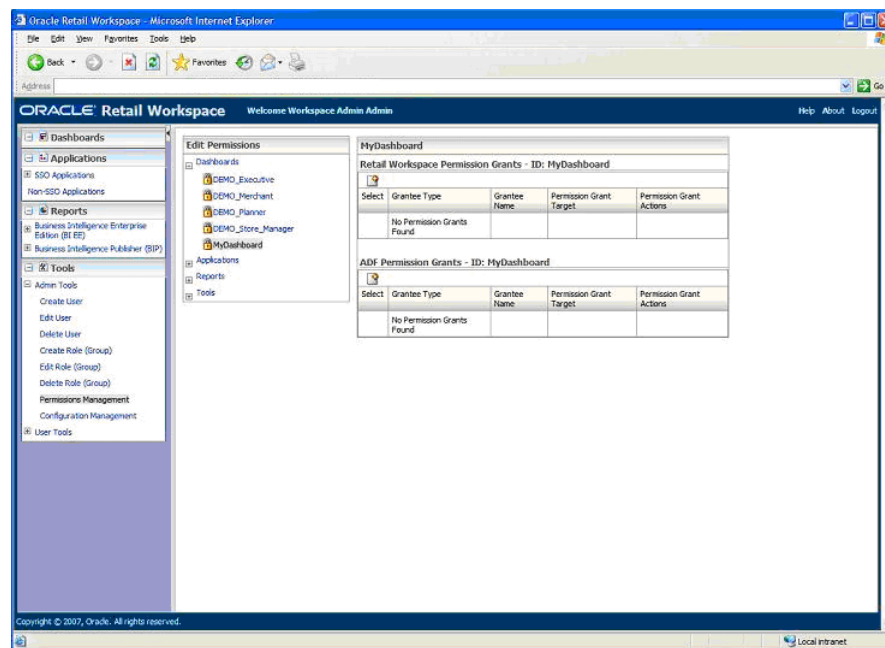 Oracle Retail Workspace - Microsoft Internet Explorer
File Edit View Favorites Tools Help
Back Favorites
Address Go
ORACLE Retail Workspace Welcome Workspace Admin Admin Help About Logout
Dashboards
Applications
SSO Applications
Non-SSO Applications
Reports
Business Intelligence Enterprise
Edition (BI EE)
Business Intelligence Publisher (BIP)
Tools
Admin Tools
Create User
Edit User
Delete User
Create Role (Group)
Edit Role (Group)
Delete Role (Group)
Permissions Management
Configuration Management
User Tools
Edit Permissions
Dashboards
DEMO_Executive
DEMO_Merchant
DEMO_Planner
DEMO_Store_Manager
MyDashboard
Applications
Reports
Tools
MyDashboard
Retail Workspace Permission Grants - ID: MyDashboard
Select Grantee Type Grantee Name Permission Grant Target Permission Grant Actions
No Permission Grants
Found
ADF Permission Grants - ID: MyDashboard
Select Grantee Type Grantee Name Permission Grant Target Permission Grant Actions
No Permission Grants
Found
Copyright © 2007, Oracle. All rights reserved.
Local intranet